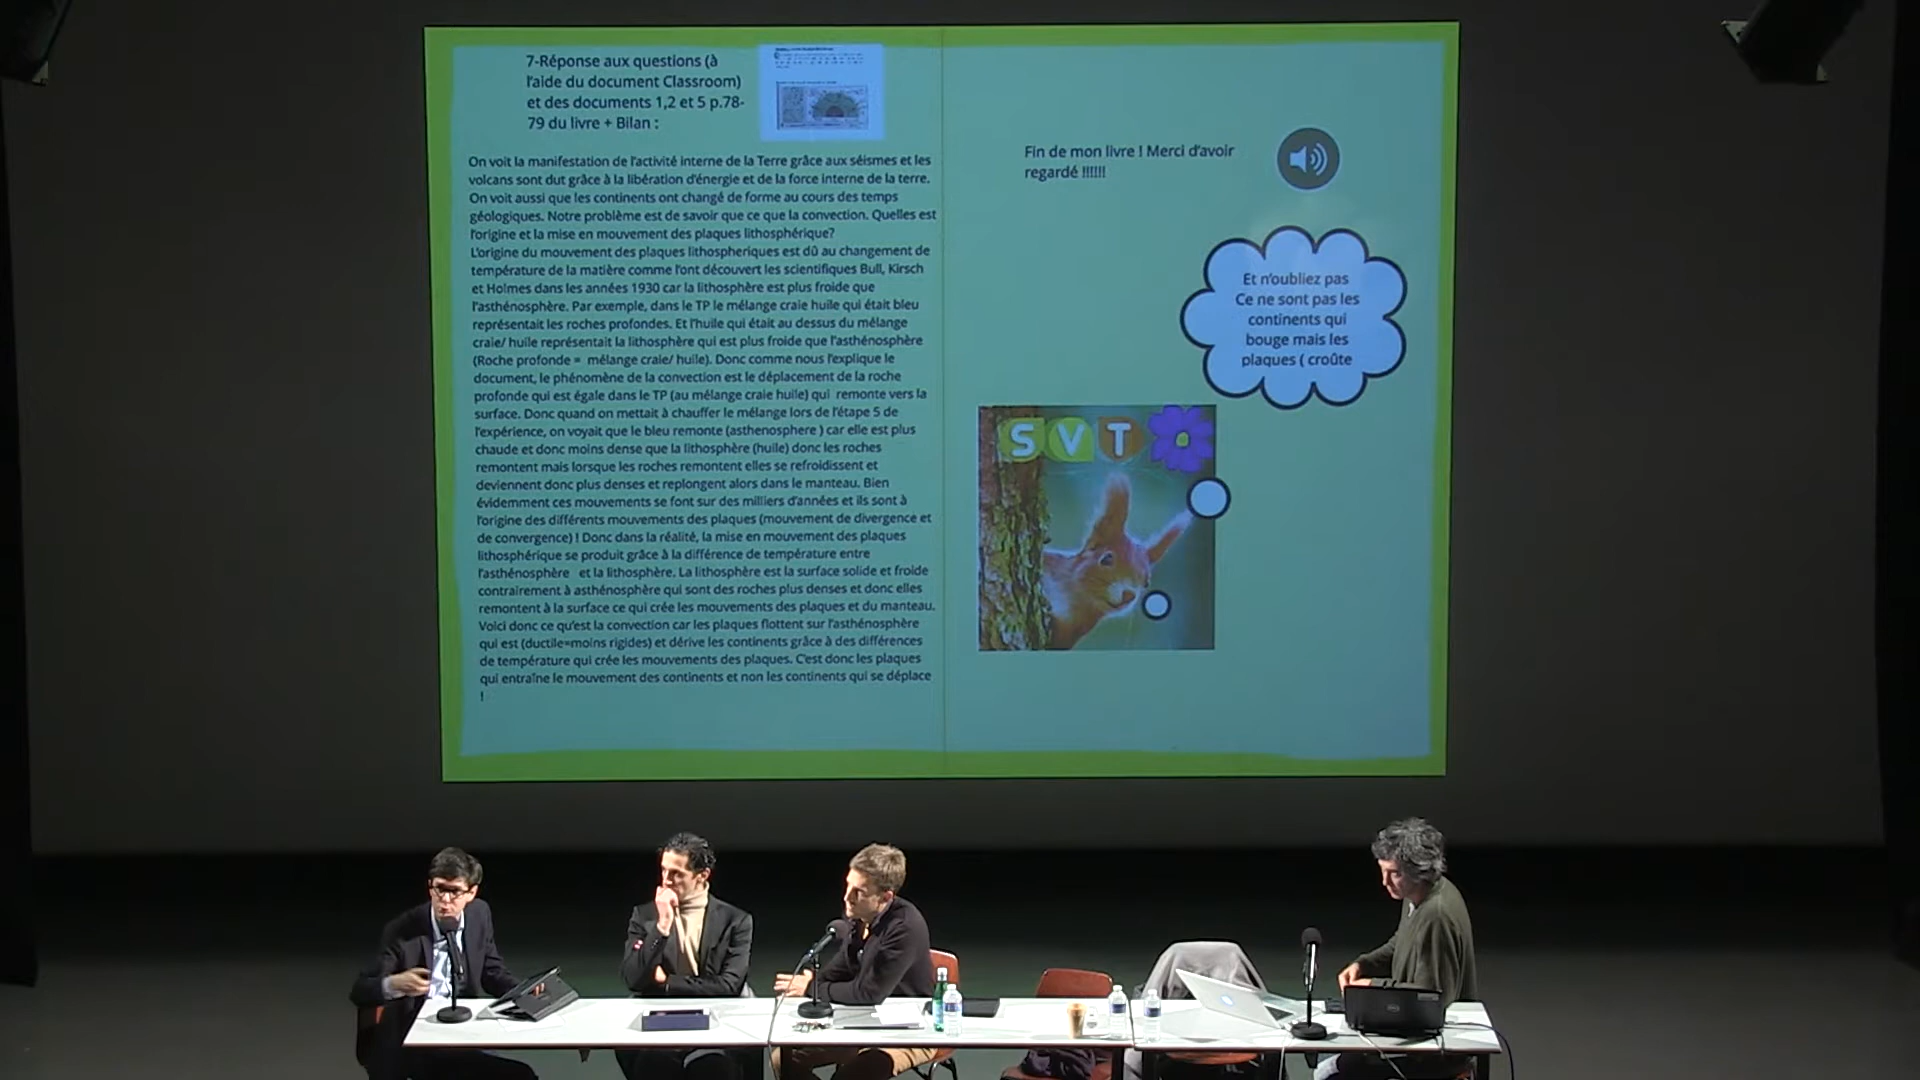 7-Réponse aux questions (à
l'aide du document Classroom)
et des documents 1,2 et 5 p.78-
79 du livre + Bilan :
On voit la manifestation de l'activité interne de la Terre grâce aux séismes et les
volcans sont dut grâce à la libération d'énergie et de la force interne de la terre.
On voit aussi que les continents ont changé de forme au cours des temps
géologiques. Notre problème est de savoir que ce que la convection. Quelles est
l'origine et la mise en mouvement des plaques lithosphérique?
L'origine du mouvement des plaques lithospheriques est dû au changement de
température de la matière comme l'ont découvert les scientifiques Bull, Kirsch
et Holmes dans les années 1930 car la lithosphère est plus froide que
l'asthénosphère. Par exemple, dans le TP le mélange craie huile qui était bleu
représentait les roches profondes. Et l'huile qui était au dessus du mélange
craie/ huile représentait la lithosphère qui est plus froide que l'asthénosphère
(Roche profonde = mélange craie/ huile). Donc comme nous l'explique le
document, le phénomène de la convection est le déplacement de la roche
profonde qui est égale dans le TP (au mélange craie huile) qui remonte vers la
surface. Donc quand on mettait à chauffer le mélange lors de l'étape 5 de
l'expérience, on voyait que le bleu remonte (asthenosphere ) car elle est plus
chaude et donc moins dense que la lithosphère (huile) donc les roches
remontent mais lorsque les roches remontent elles se refroidissent et
deviennent donc plus denses et replongent alors dans le manteau. Bien
évidemment ces mouvements se font sur des milliers d'années et ils sont à
l'origine des différents mouvements des plaques (mouvement de divergence et
de convergence) ! Donc dans la réalité, la mise en mouvement des plaques
lithosphérique se produit grâce à la différence de température entre
l'asthénosphère et la lithosphère. La lithosphère est la surface solide et froide
contrairement à asthénosphère qui sont des roches plus denses et donc elles
remontent à la surface ce qui crée les mouvements des plaques et du manteau.
Voici donc ce qu'est la convection car les plaques flottent sur l'asthénosphère
qui est (ductile=moins rigides) et dérive les continents grâce à des différences
de température qui crée les mouvements des plaques. C'est donc les plaques
qui entraîne le mouvement des continents et non les continents qui se déplace
!
Fin de mon livre ! Merci d'avoir
regardé !!!!!!
Et n'oubliez pas
Ce ne sont pas les
continents qui
bouge mais les
plaques ( croûte
SVT